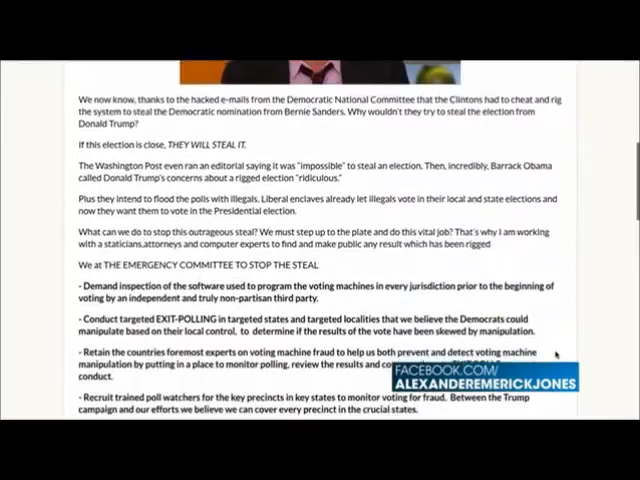 We now know, thanks to the hacked e-mails from the Democratic National Committee that the Clintons had to cheat and rig
the system to steal the Democratic nomination from Bernie Sanders. Why wouldn't they try to steal the election from
Donald Trump?
If this election is close, THEY WILL STEAL IT.
The Washington Post even ran an editorial saying it was "impossible" to steal an election. Then, incredibly, Barrack Obama
called Donald Trump's concerns about a rigged election "ridiculous."
Plus they intend to flood the polls with illegals. Liberal enclaves already let illegals vote in their local and state elections and
now they want them to vote in the Presidential election.
What can we do to stop this outrageous steal? We must step up to the plate and do this vital job? That's why I am working
with a staticians,attorneys and computer experts to find and make public any result which has been rigged
We at THE EMERGENCY COMMITTEE TO STOP THE STEAL
- Demand inspection of the software used to program the voting machines in every jurisdiction prior to the beginning of
voting by an independent and truly non-partisan third party.
- Conduct targeted EXIT-POLLING in targeted states and targeted localities that we believe the Democrats could
manipulate based on their local control, to determine if the results of the vote have been skewed by manipulation.
- Retain the countries foremost experts on voting machine fraud to help us both prevent and detect voting machine
manipulation by putting in a place to monitor polling, review the results and
conduct.
FACEBOOK.COM/
ALEXANDEREMERICKJONES
- Recruit trained poll watchers for the key precincts in key states to monitor voting for fraud. Between the Trump
campaign and our efforts we believe we can cover every precinct in the crucial states.